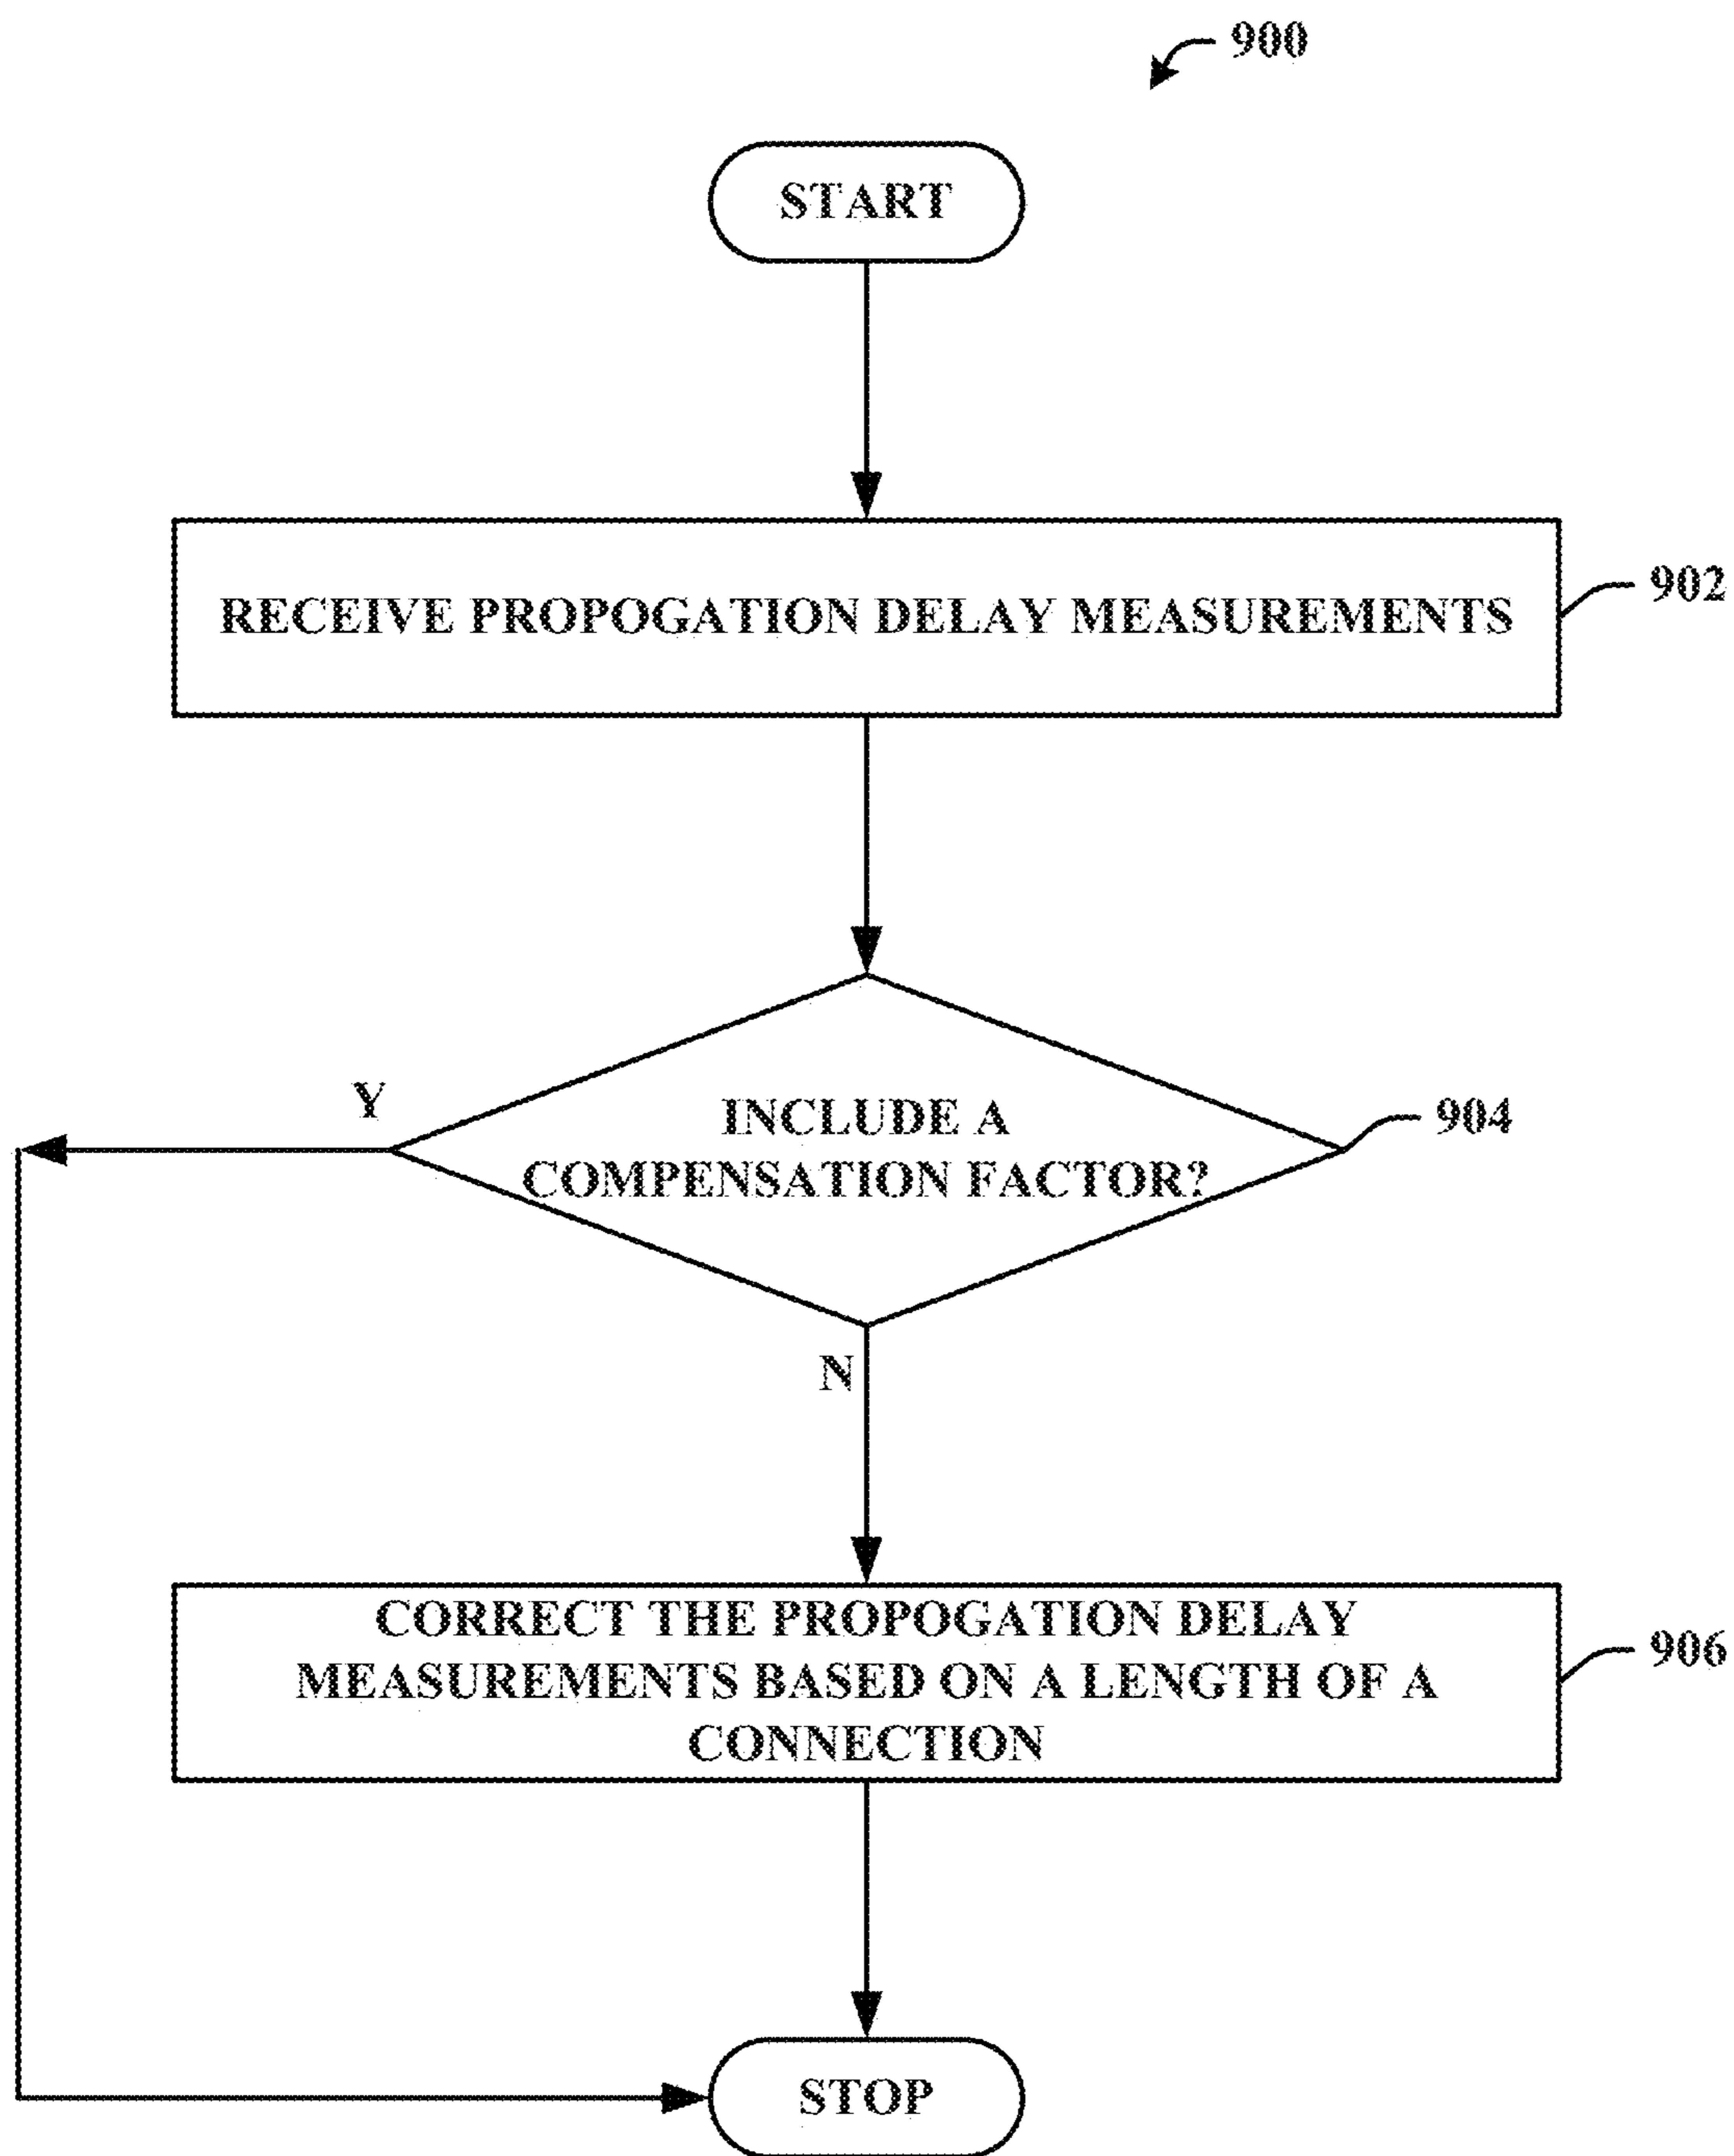 900
START
RECEIVE PROPOGATION DELAY MEASUREMENTS
902
Y
INCLUDE A
COMPENSATION FACTOR?
904
N
CORRECT THE PROPOGATION DELAY
MEASUREMENTS BASED ON A LENGTH OF A
CONNECTION
906
STOP